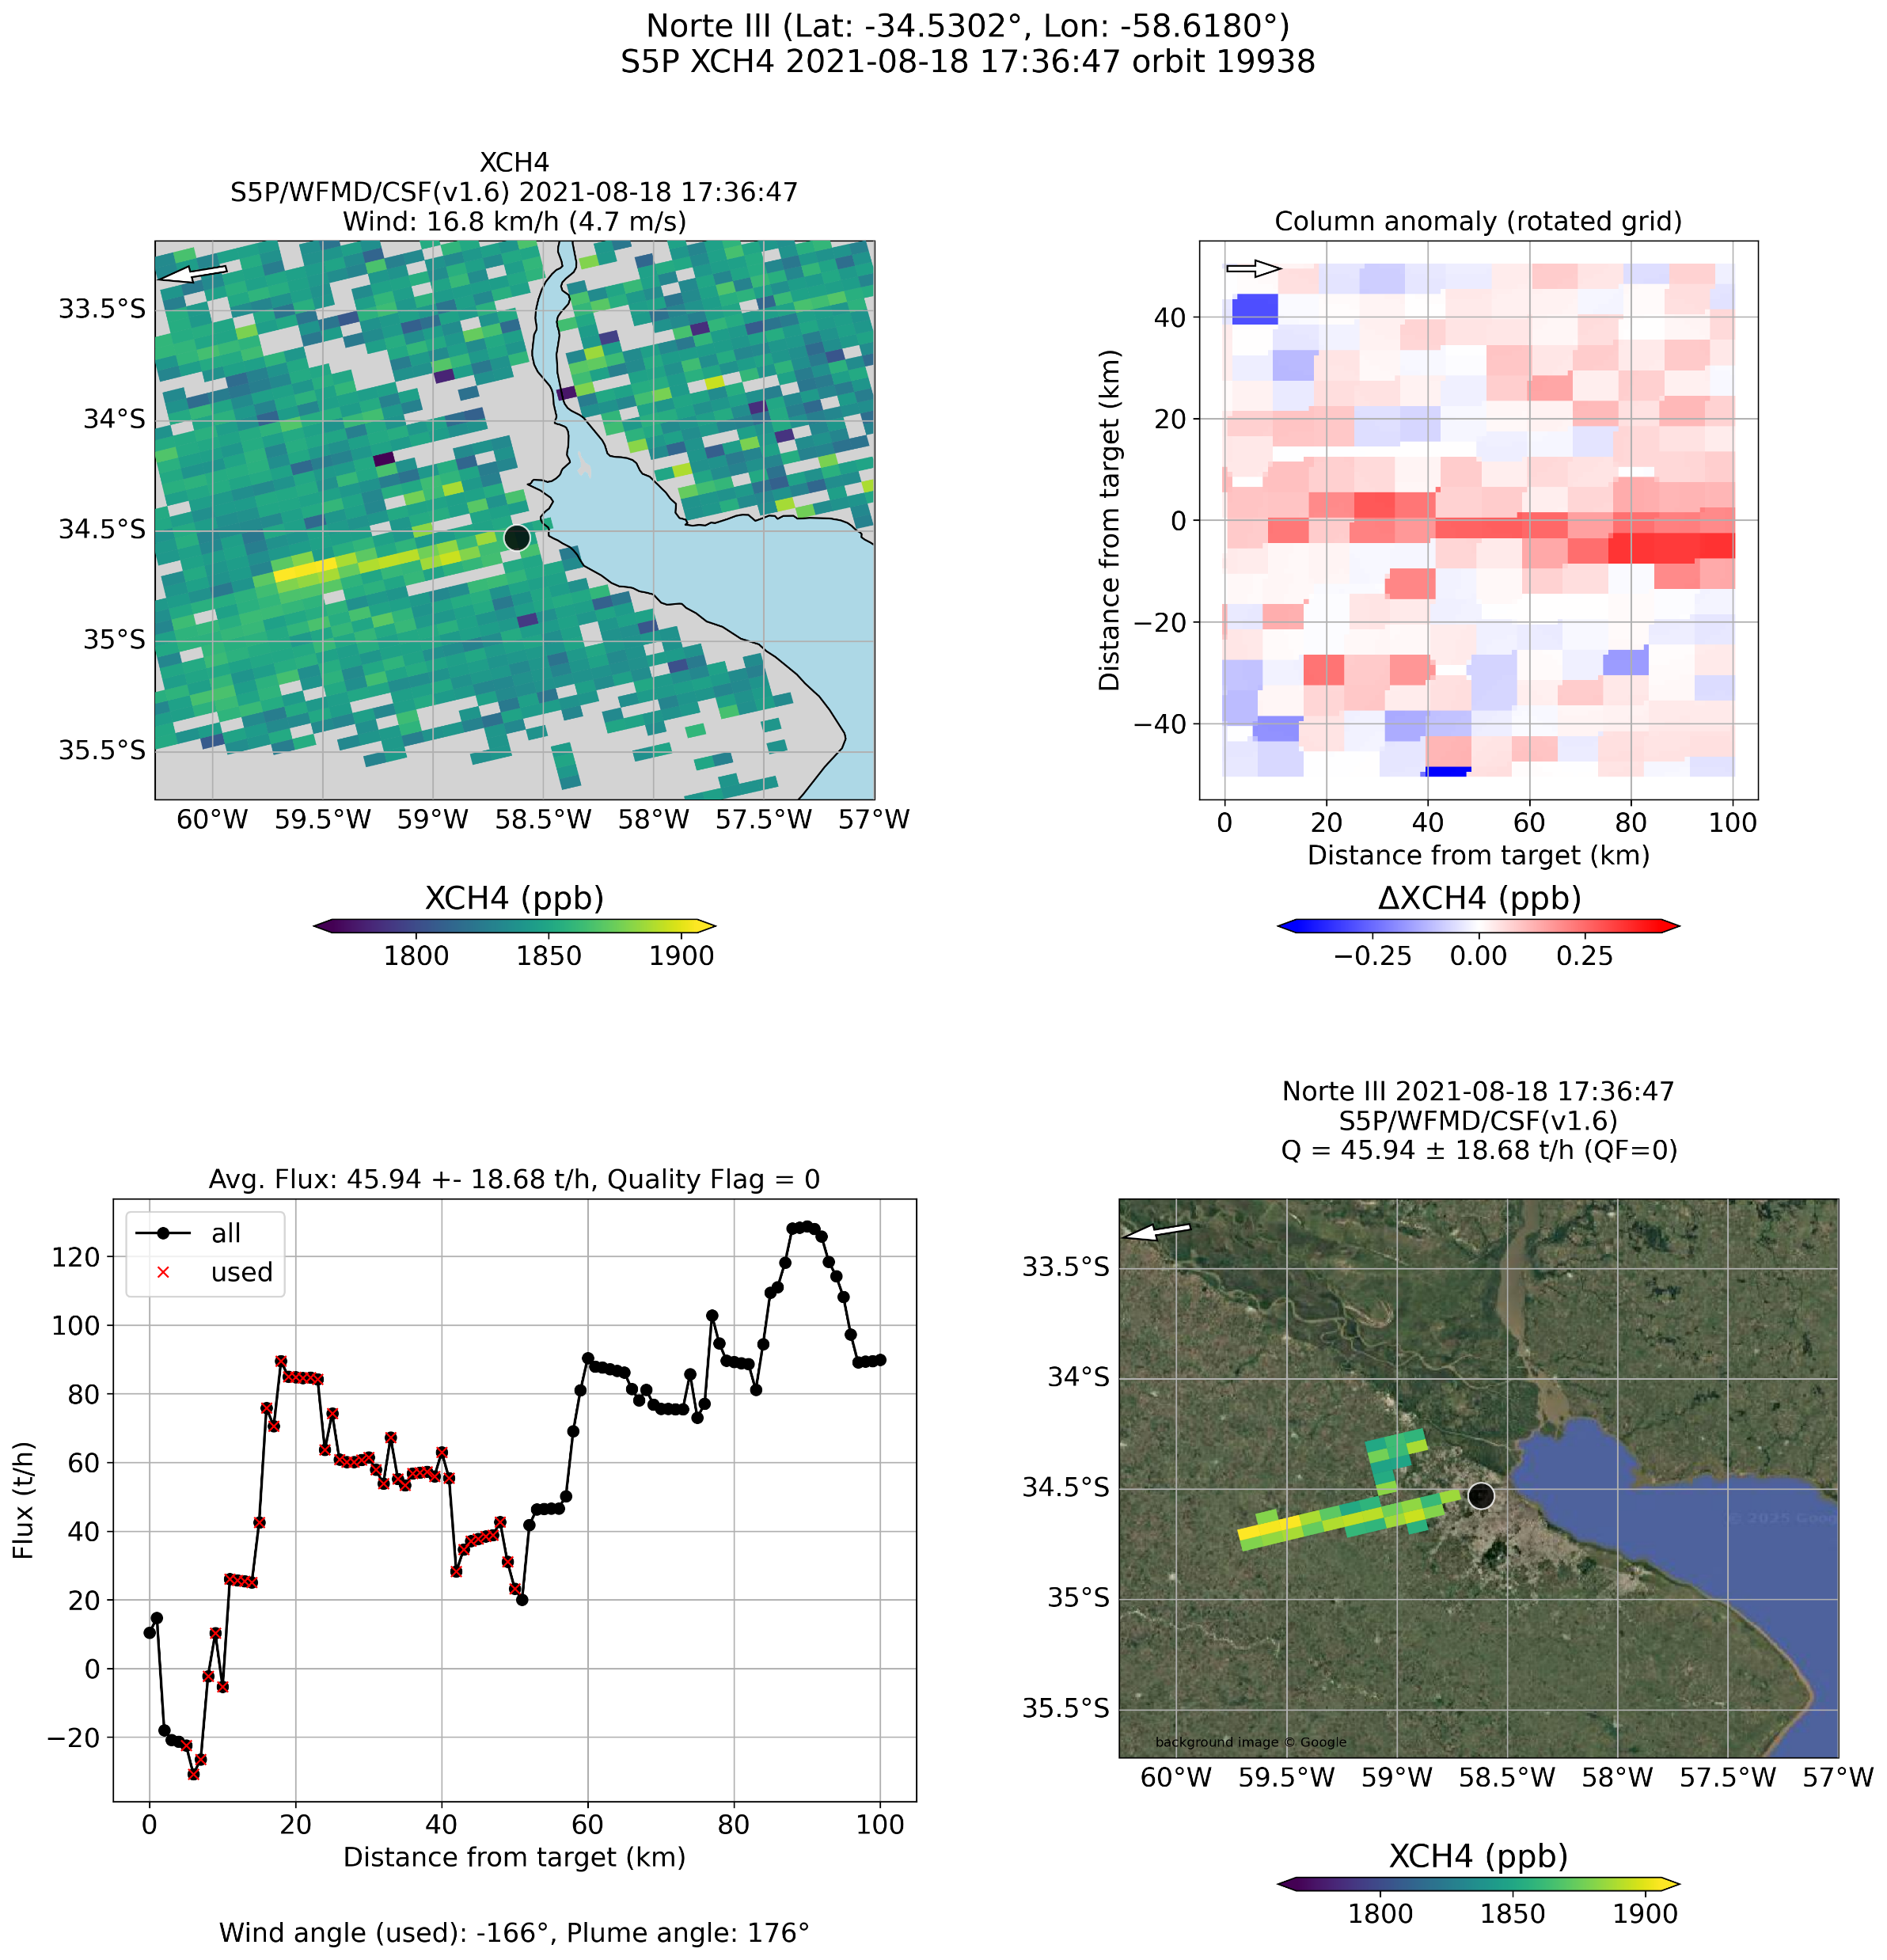 Norte III (Lat: -34.5302°, Lon: -58.6180°)
S5P XCH4 2021-08-18 17:36:47 orbit 19938
XCH4
S5P/WFMD/CSF(v1.6) 2021-08-18 17:36:47
Wind: 16.8 km/h (4.7 m/s)
33.5°S
34°S
34.5°S
35°S
35.5°S
60°W 59.5°W 59°W 58.5°W 58°W 57.5°W 57°W
XCH4 (ppb)
1800 1850 1900
Column anomaly (rotated grid)
Distance from target (km)
40
20
0
−20
−40
0 20 40 60 80 100
Distance from target (km)
ΔXCH4 (ppb)
−0.25 0.00 0.25
Avg. Flux: 45.94 +- 18.68 t/h, Quality Flag = 0
all
used
Flux (t/h)
120
100
80
60
40
20
0
−20
0 20 40 60 80 100
Distance from target (km)
Wind angle (used): -166°, Plume angle: 176°
Norte III 2021-08-18 17:36:47
S5P/WFMD/CSF(v1.6)
Q = 45.94 ± 18.68 t/h (QF=0)
33.5°S
34°S
34.5°S
35°S
35.5°S
© 2025 Goog
background image © Google
60°W 59.5°W 59°W 58.5°W 58°W 57.5°W 57°W
XCH4 (ppb)
1800 1850 1900